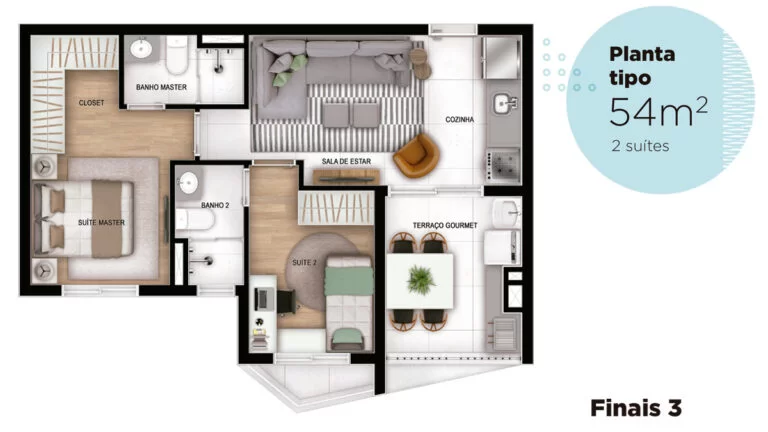 BANHO MASTER
CLOSET
COZINHA
SALA DE ESTAR
BANHO 2
SUÍTE MASTER
TERRAÇO GOURMET
SUÍTE 2
Planta
tipo
54m²
2 suítes
Finais 3